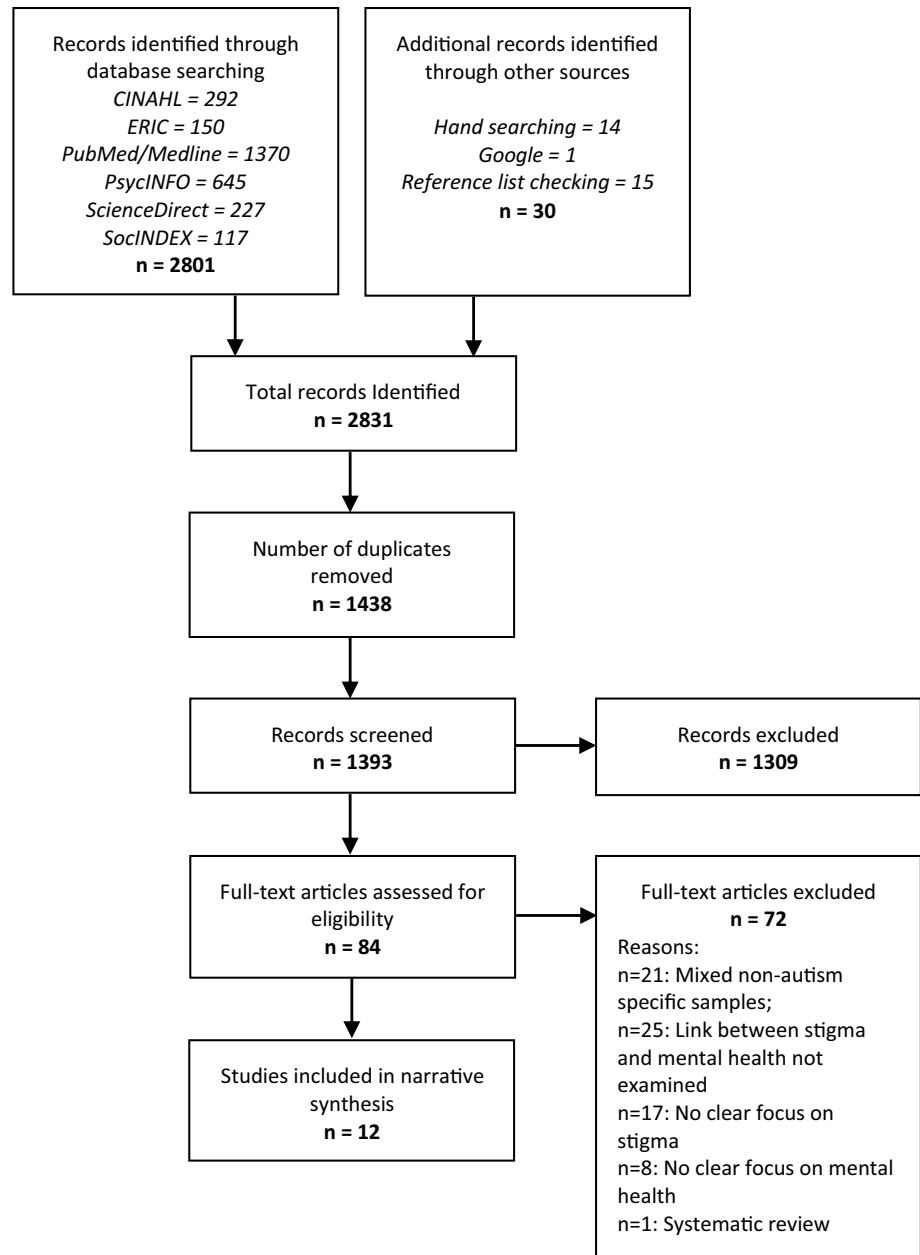 Records identified through
database searching
CINAHL = 292
ERIC = 150
PubMed/Medline = 1370
PsycINFO = 645
ScienceDirect = 227
SocINDEX = 117
n = 2801
Additional records identified
through other sources
Hand searching = 14
Google = 1
Reference list checking = 15
n = 30
Total records Identified
n = 2831
Number of duplicates
removed
n = 1438
Records screened
n = 1393
Records excluded
n = 1309
Full-text articles assessed for
eligibility
n = 84
Full-text articles excluded
n = 72
Reasons:
n=21: Mixed non-autism
specific samples;
n=25: Link between stigma
and mental health not
examined
n=17: No clear focus on
stigma
n=8: No clear focus on mental
health
n=1: Systematic review
Studies included in narrative
synthesis
n = 12